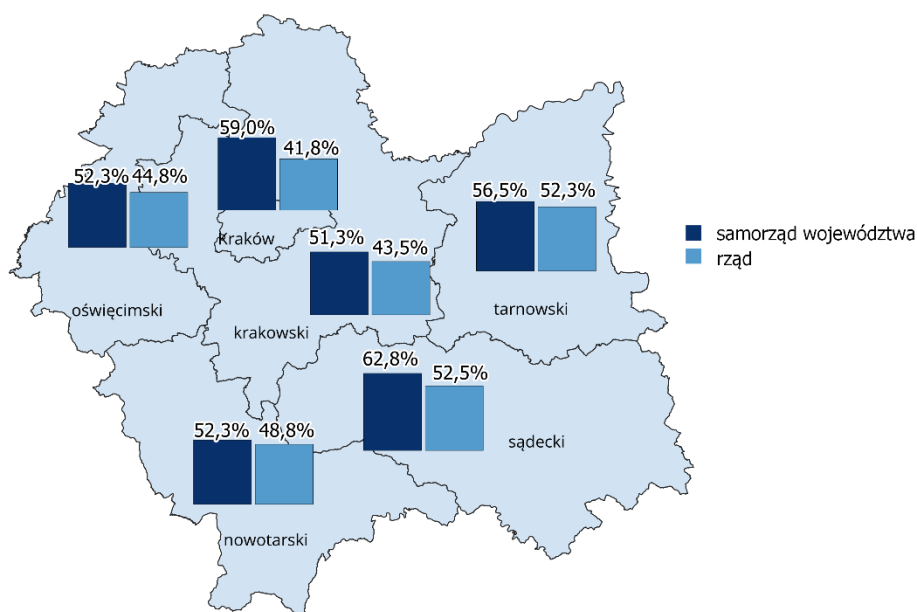 59,0%
41,8%
52,3% 44,8%
56,5% 52,3%
Kraków
51,3% 43,5%
samorząd województwa
rząd
oświęcimski
krakowski
tarnowski
62,8% 52,5%
52,3% 48,8%
sądecki
nowotarski